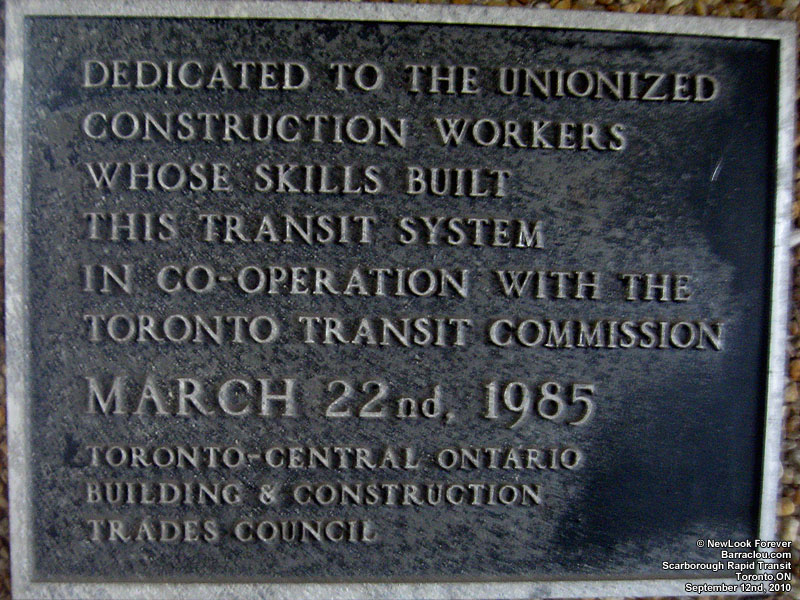 DEDICATED TO THE UNIONIZED
CONSTRUCTION WORKERS
WHOSE SKILLS BUILT
THIS TRANSIT SYSTEM
IN CO-OPERATION WITH THE
TORONTO TRANSIT COMMISSION
MARCH 22nd, 1985
TORONTO-CENTRAL ONTARIO
BUILDING & CONSTRUCTION
TRADES COUNCIL
© NewLook Forever
Barraclou.com
Scarborough Rapid Transit
Toronto,ON
September 12nd, 2010